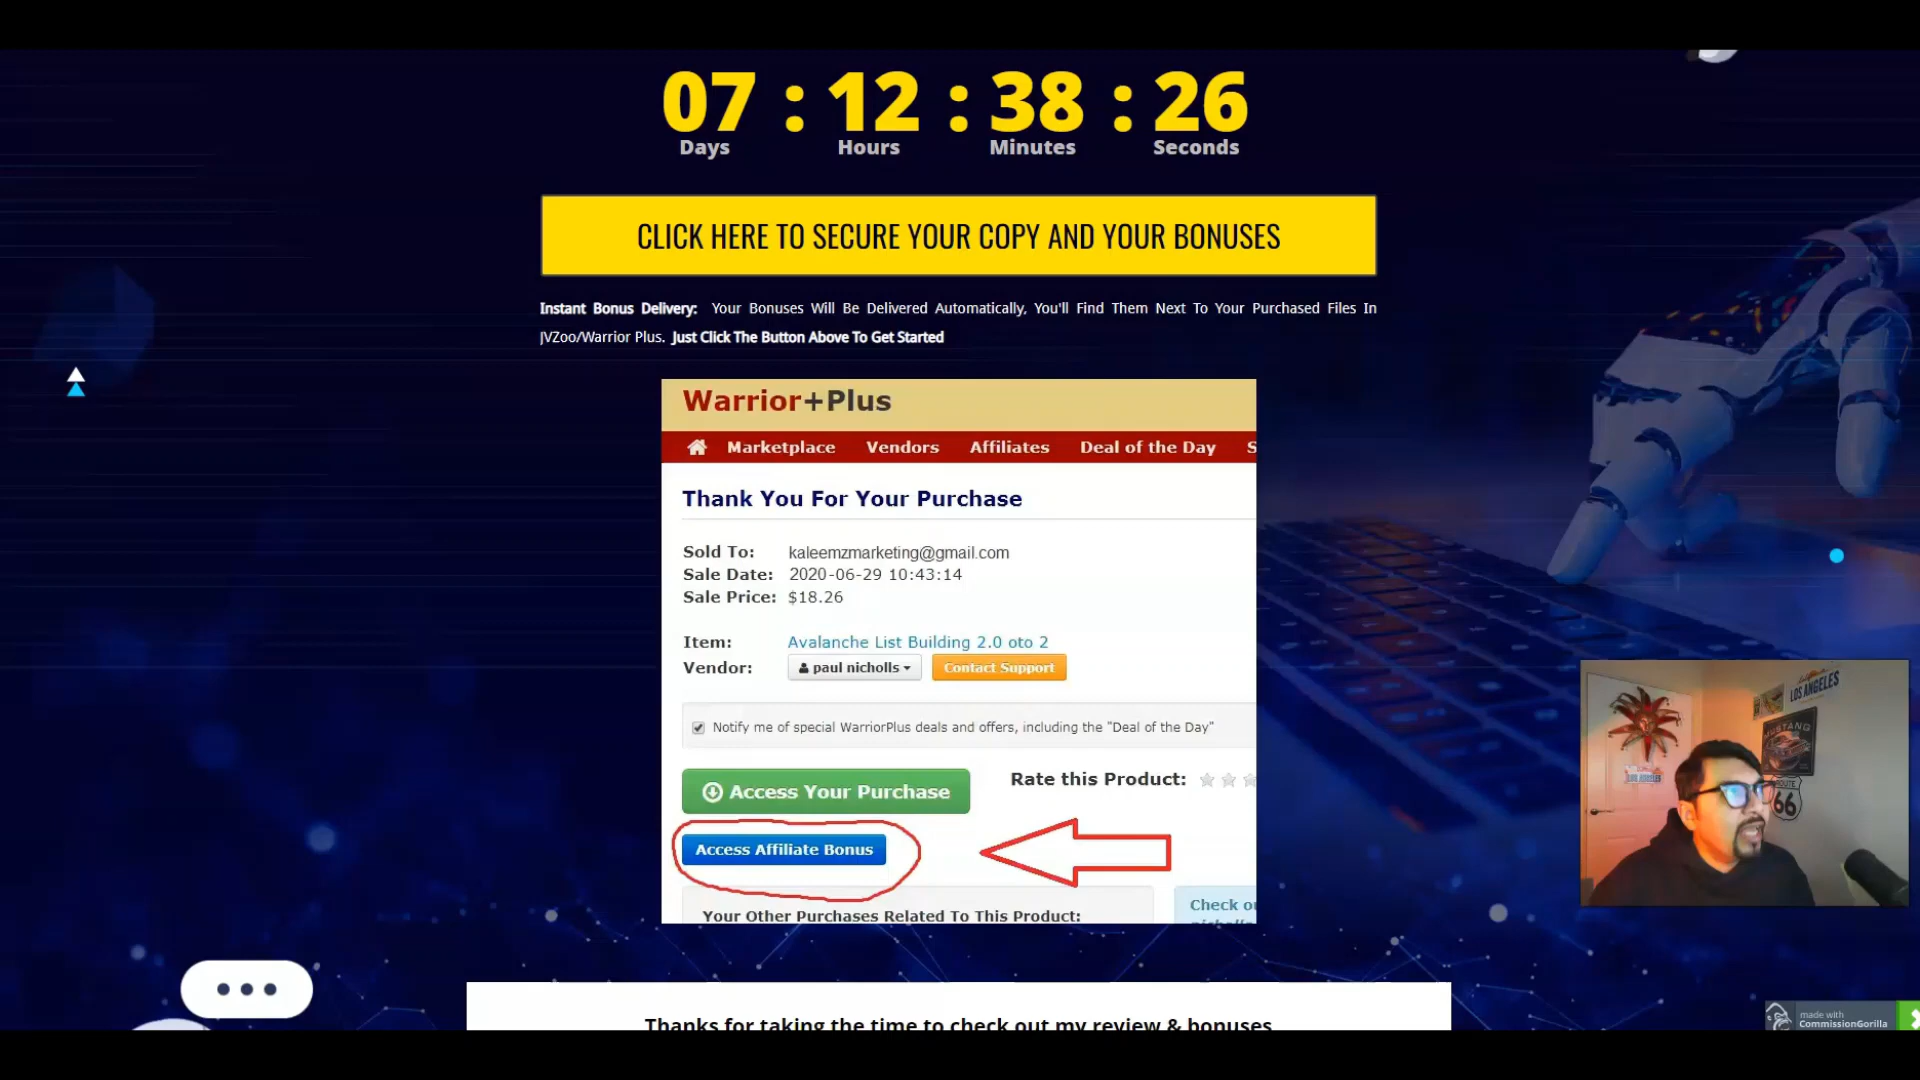 07 : 12 : 38 : 26
Days Hours Minutes Seconds
CLICK HERE TO SECURE YOUR COPY AND YOUR BONUSES
Instant Bonus Delivery: Your Bonuses Will Be Delivered Automatically, You'll Find Them Next To Your Purchased Files In
JVZoo/Warrior Plus. Just Click The Button Above To Get Started
Warrior+Plus
Marketplace Vendors Affiliates Deal of the Day S
Thank You For Your Purchase
Sold To: kaleemzmarketing@gmail.com
Sale Date: 2020-06-29 10:43:14
Sale Price: $18.26
Item: Avalanche List Building 2.0 oto 2
Vendor: paul nicholls Contact Support
Notify me of special WarriorPlus deals and offers, including the "Deal of the Day"
Access Your Purchase Rate this Product:
Access Affiliate Bonus
Your Other Purchases Related To This Product:
Check o
LOS ANGELES
MUSTANG
ROUTE
66
Thanks for taking the time to check out my review & bonuses
made with
CommissionGorilla